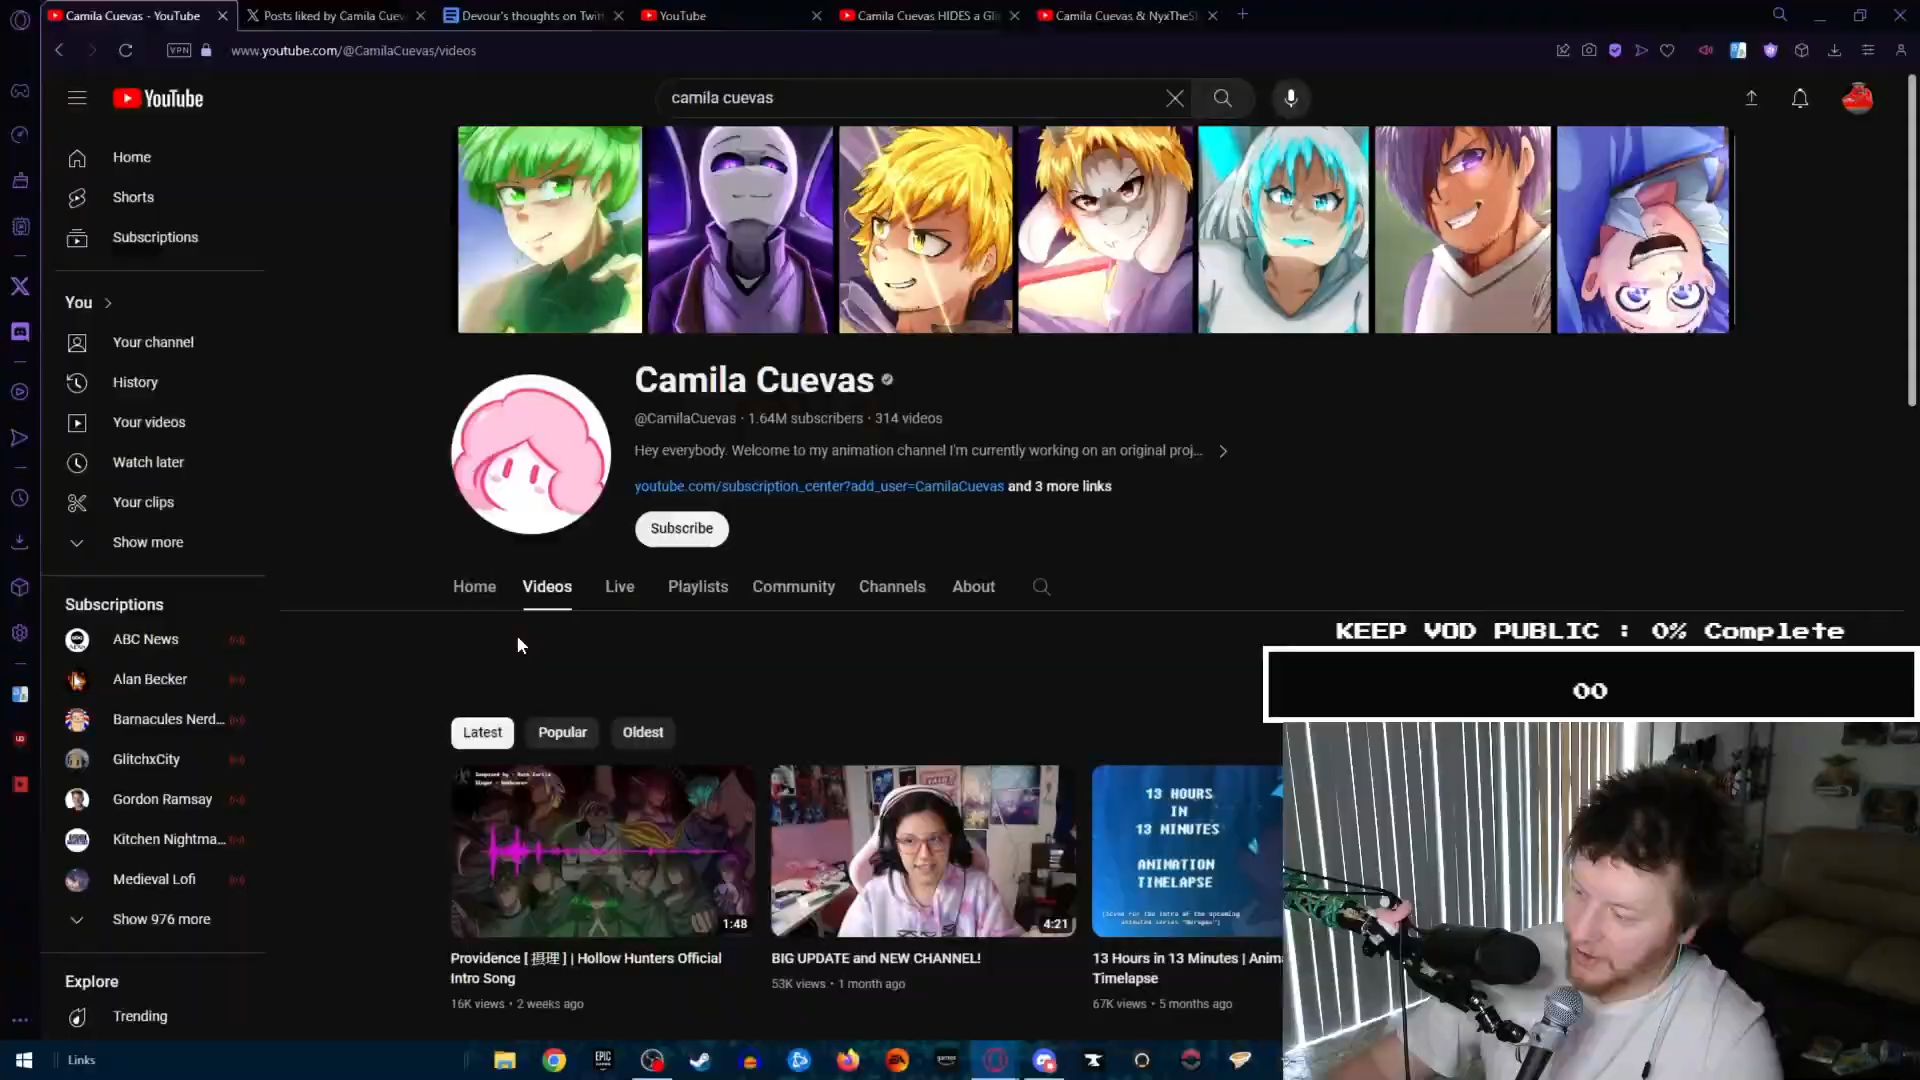 Camila Cuevas - YouTube
Posts liked by Camila Cuev
Devour's thoughts on Twitt
YouTube
Camila Cuevas HIDES a Gli
Camila Cuevas & NyxTheS
VPN
www.youtube.com/@CamilaCuevas/videos
YouTube
camila cuevas
Home
Shorts
Subscriptions
You
Your channel
History
Your videos
Watch later
Your clips
Show more
Subscriptions
ABC News
Alan Becker
Barnacules Nerd...
GlitchxCity
Gordon Ramsay
Kitchen Nightma...
Medieval Lofi
Show 976 more
Explore
Trending
Camila Cuevas
@CamilaCuevas · 1.64M subscribers · 314 videos
Hey everybody. Welcome to my animation channel I'm currently working on an original proj...
youtube.com/subscription_center?add_user=CamilaCuevas and 3 more links
Subscribe
Home
Videos
Live
Playlists
Community
Channels
About
KEEP VOD PUBLIC : 0% Complete
00
Latest
Popular
Oldest
1:48
Providence [ 摂理 ] | Hollow Hunters Official
Intro Song
16K views · 2 weeks ago
4:21
BIG UPDATE and NEW CHANNEL!
53K views · 1 month ago
13 HOURS
IN
13 MINUTES
ANIMATION
TIMELAPSE
13 Hours in 13 Minutes | Anim
Timelapse
67K views · 5 months ago
Links
EPIC
EA